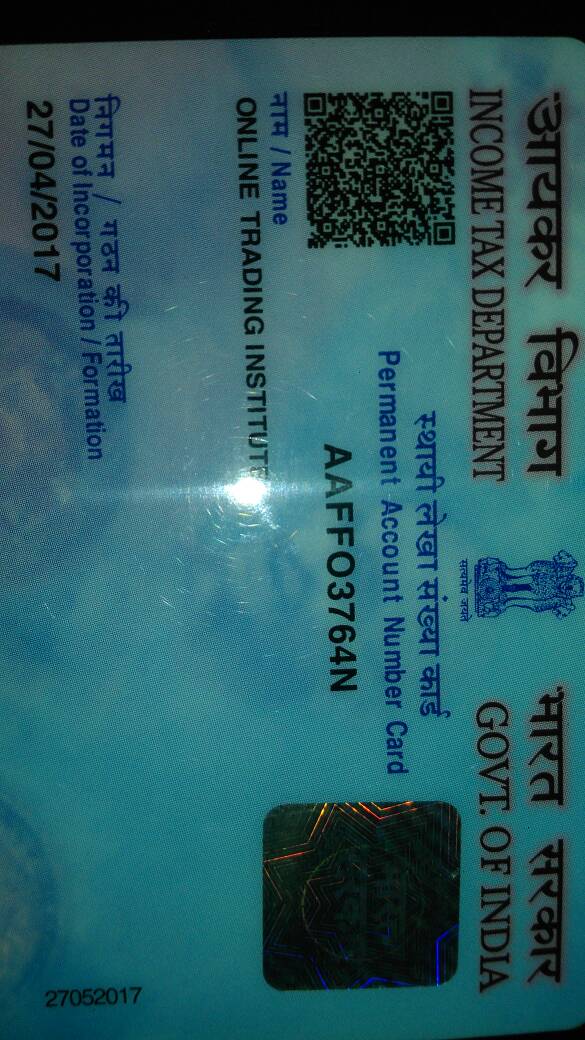 आयकर विभाग
INCOME TAX DEPARTMENT
सत्यमेव जयते
भारत सरकार
GOVT. OF INDIA
स्थायी लेखा संख्या कार्ड
Permanent Account Number Card
AAFFO3764N
नाम / Name
ONLINE TRADING INSTITUTE
निगमन / गठन की तारीख
Date of Incorporation / Formation
27/04/2017
27052017